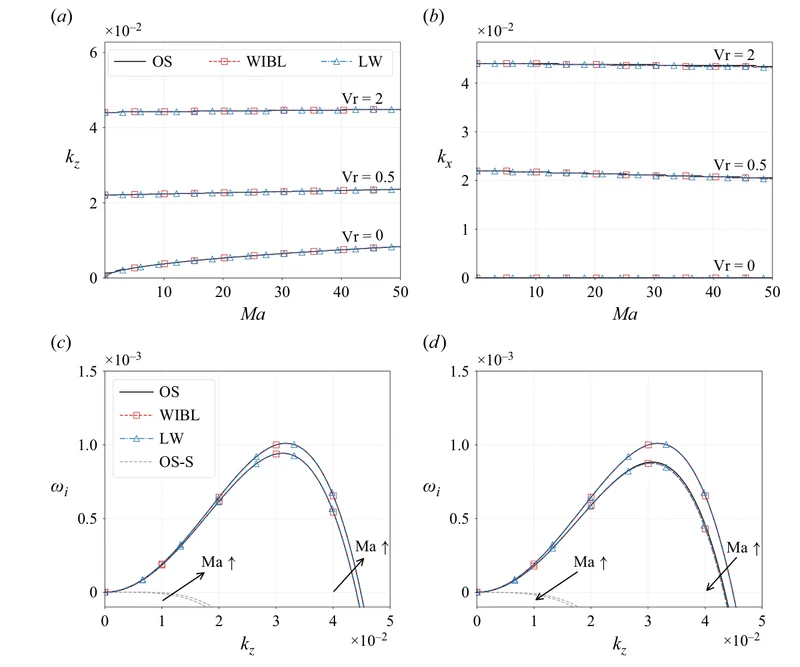 (a)
×10⁻²
6
4
2
0
k_z
OS WIBL LW
Vr = 2
Vr = 0.5
Vr = 0
0 10 20 30 40 50
Ma
(b)
×10⁻²
4
3
2
1
0
k_x
Vr = 2
Vr = 0.5
Vr = 0
10 20 30 40 50
Ma
(c)
×10⁻³
1.5
1.0
0.5
0
ω_i
OS
WIBL
LW
OS-S
Ma ↑
Ma ↑
0 1 2 3 4 5
×10⁻²
k_z
(d)
×10⁻³
1.5
1.0
0.5
0
ω_i
Ma ↑
Ma ↑
0 1 2 3 4 5
×10⁻²
k_z